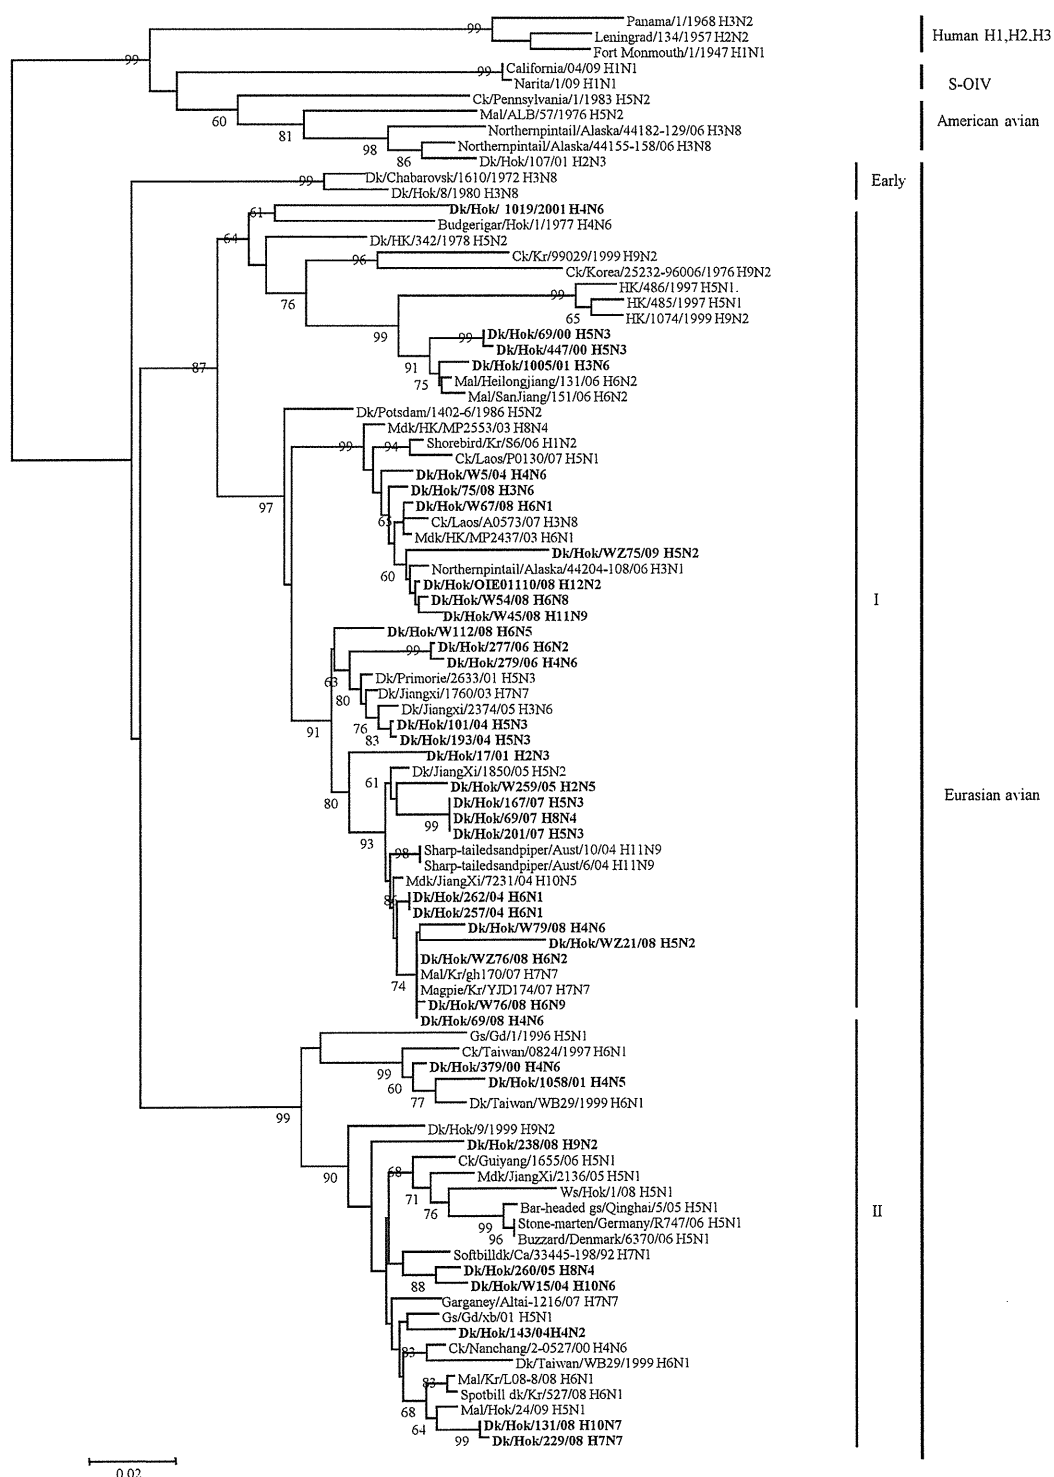 Panama/1/1968 H3N2
Leningrad/134/1957 H2N2
Fort Monmouth/1/1947 H1N1
99
Human H1,H2.H3
99
California/04/09 H1N1
Narita/1/09 H1N1
99
S-OIV
Ck/Pennsylvania/1/1983 H5N2
60
Mal/ALB/57/1976 H5N2
81
Northernpintail/Alaska/44182-129/06 H3N8
98
Northernpintail/Alaska/44155-158/06 H3N8
86
Dk/Hok/107/01 H2N3
American avian
Dk/Chabarovsk/1610/1972 H3N8
99
Dk/Hok/8/1980 H3N8
Early
Dk/Hok/ 1019/2001 H4N6
61
Budgerigar/Hok/1/1977 H4N6
64
Dk/HK/342/1978 H5N2
Ck/Kr/99029/1999 H9N2
96
Ck/Korea/25232-96006/1976 H9N2
76
HK/486/1997 H5N1.
99
HK/485/1997 H5N1
65
HK/1074/1999 H9N2
99
Dk/Hok/69/00 H5N3
99
Dk/Hok/447/00 H5N3
91
Dk/Hok/1005/01 H3N6
75
Mal/Heilongjiang/131/06 H6N2
Mal/SanJiang/151/06 H6N2
87
Dk/Potsdam/1402-6/1986 H5N2
Mdk/HK/MP2553/03 H8N4
99
94
Shorebird/Kr/S6/06 H1N2
Ck/Laos/P0130/07 H5N1
Dk/Hok/W5/04 H4N6
Dk/Hok/75/08 H3N6
97
Dk/Hok/W67/08 H6N1
65
Ck/Laos/A0573/07 H3N8
Mdk/HK/MP2437/03 H6N1
Dk/Hok/WZ75/09 H5N2
60
Northernpintail/Alaska/44204-108/06 H3N1
Dk/Hok/OIE01110/08 H12N2
Dk/Hok/W54/08 H6N8
Dk/Hok/W45/08 H11N9
I
Dk/Hok/W112/08 H6N5
99
Dk/Hok/277/06 H6N2
Dk/Hok/279/06 H4N6
63
Dk/Primorie/2633/01 H5N3
80
Dk/Jiangxi/1760/03 H7N7
Dk/Jiangxi/2374/05 H3N6
76
Dk/Hok/101/04 H5N3
83
Dk/Hok/193/04 H5N3
91
Dk/Hok/17/01 H2N3
Dk/JiangXi/1850/05 H5N2
61
Dk/Hok/W259/05 H2N5
80
Dk/Hok/167/07 H5N3
Dk/Hok/69/07 H8N4
99
Dk/Hok/201/07 H5N3
93
Eurasian avian
Sharp-tailedsandpiper/Aust/10/04 H11N9
98
Sharp-tailedsandpiper/Aust/6/04 H11N9
Mdk/JiangXi/7231/04 H10N5
86
Dk/Hok/262/04 H6N1
Dk/Hok/257/04 H6N1
Dk/Hok/W79/08 H4N6
Dk/Hok/WZ21/08 H5N2
Dk/Hok/WZ76/08 H6N2
Mal/Kr/gh170/07 H7N7
74
Magpie/Kr/YJD174/07 H7N7
Dk/Hok/W76/08 H6N9
Dk/Hok/69/08 H4N6
Gs/Gd/1/1996 H5N1
Ck/Taiwan/0824/1997 H6N1
99
Dk/Hok/379/00 H4N6
60
Dk/Hok/1058/01 H4N5
77
Dk/Taiwan/WB29/1999 H6N1
99
Dk/Hok/9/1999 H9N2
Dk/Hok/238/08 H9N2
90
Ck/Guiyang/1655/06 H5N1
68
Mdk/JiangXi/2136/05 H5N1
71
Ws/Hok/1/08 H5N1
76
Bar-headed gs/Qinghai/5/05 H5N1
99
Stone-marten/Germany/R747/06 H5N1
96
Buzzard/Denmark/6370/06 H5N1
II
Softbilldk/Ca/33445-198/92 H7N1
Dk/Hok/260/05 H8N4
88
Dk/Hok/W15/04 H10N6
Garganey/Altai-1216/07 H7N7
Gs/Gd/xb/01 H5N1
Dk/Hok/143/04H4N2
Ck/Nanchang/2-0527/00 H4N6
83
Dk/Taiwan/WB29/1999 H6N1
Mal/Kr/L08-8/08 H6N1
83
Spotbill dk/Kr/527/08 H6N1
68
Mal/Hok/24/09 H5N1
64
Dk/Hok/131/08 H10N7
99
Dk/Hok/229/08 H7N7
0.02